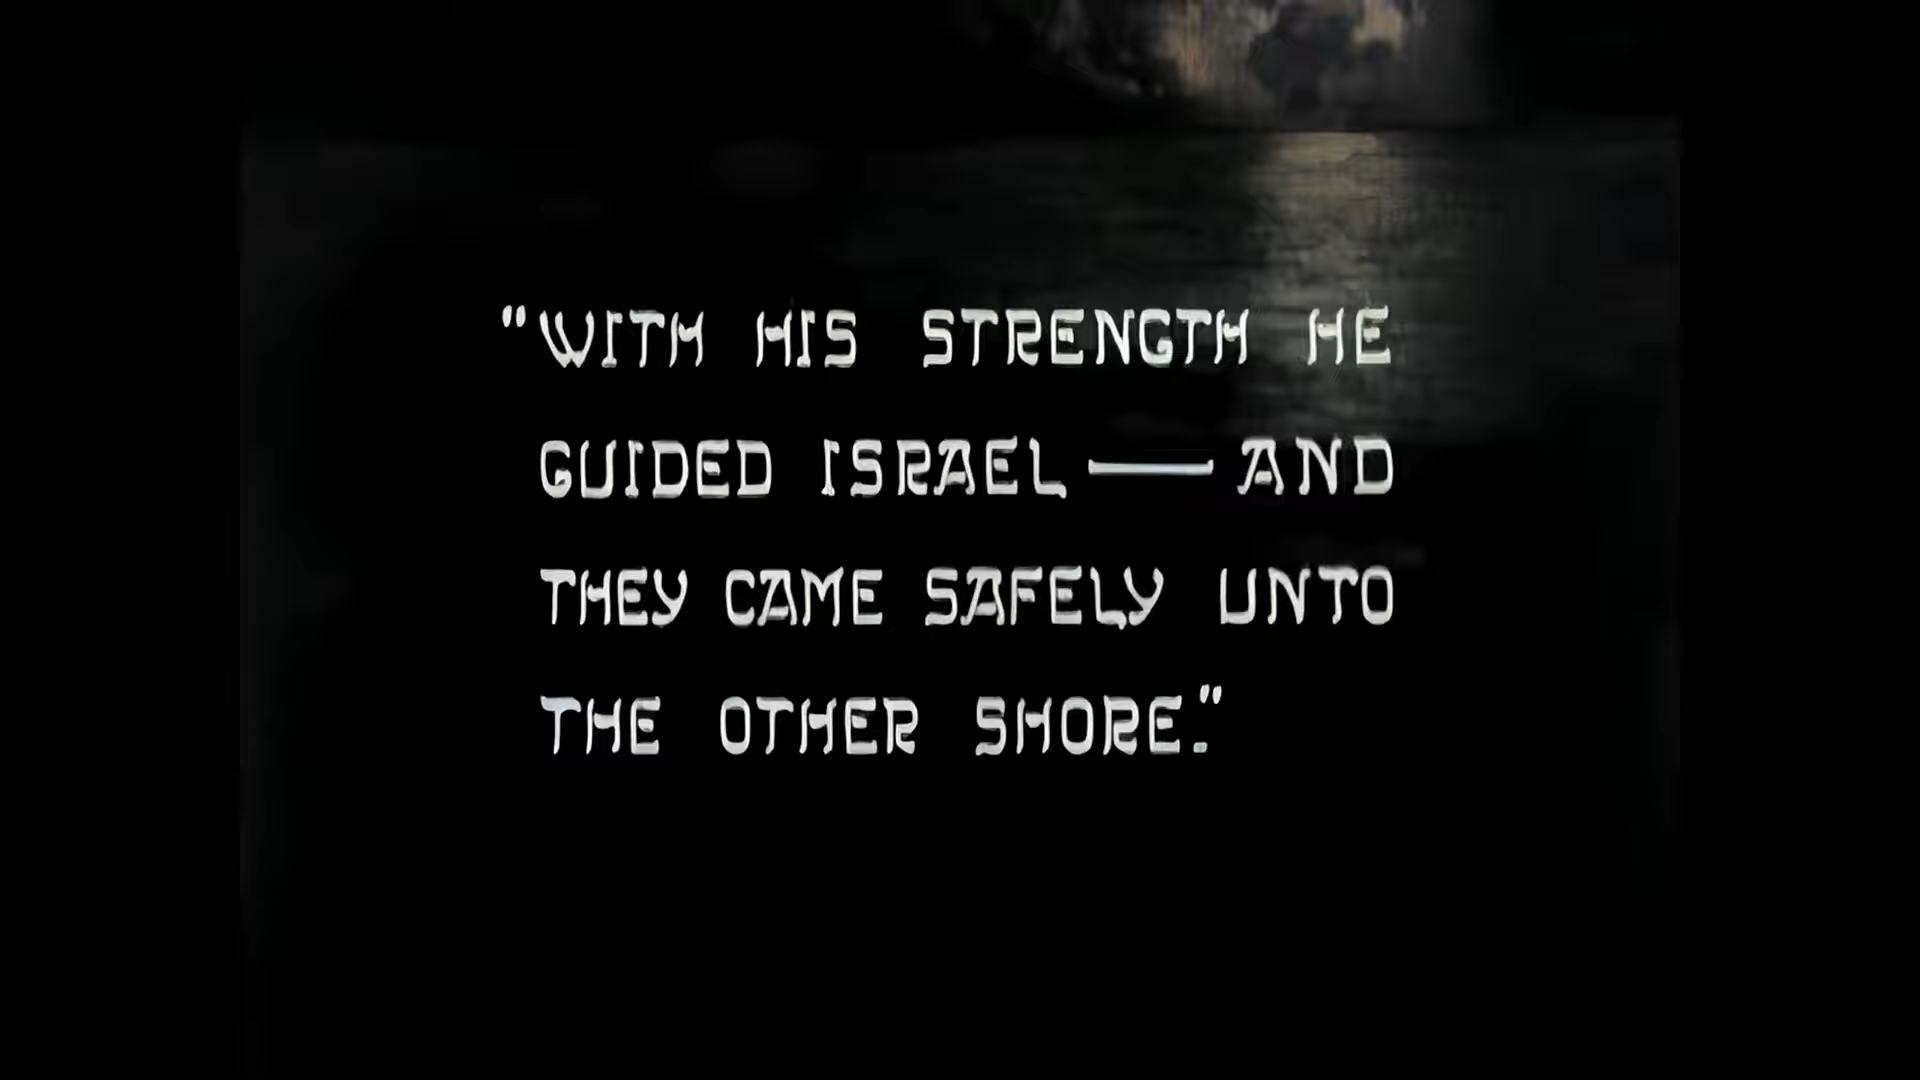 "WITH HIS STRENGTH HE
GUIDED ISRAEL — AND
THEY CAME SAFELY UNTO
THE OTHER SHORE."